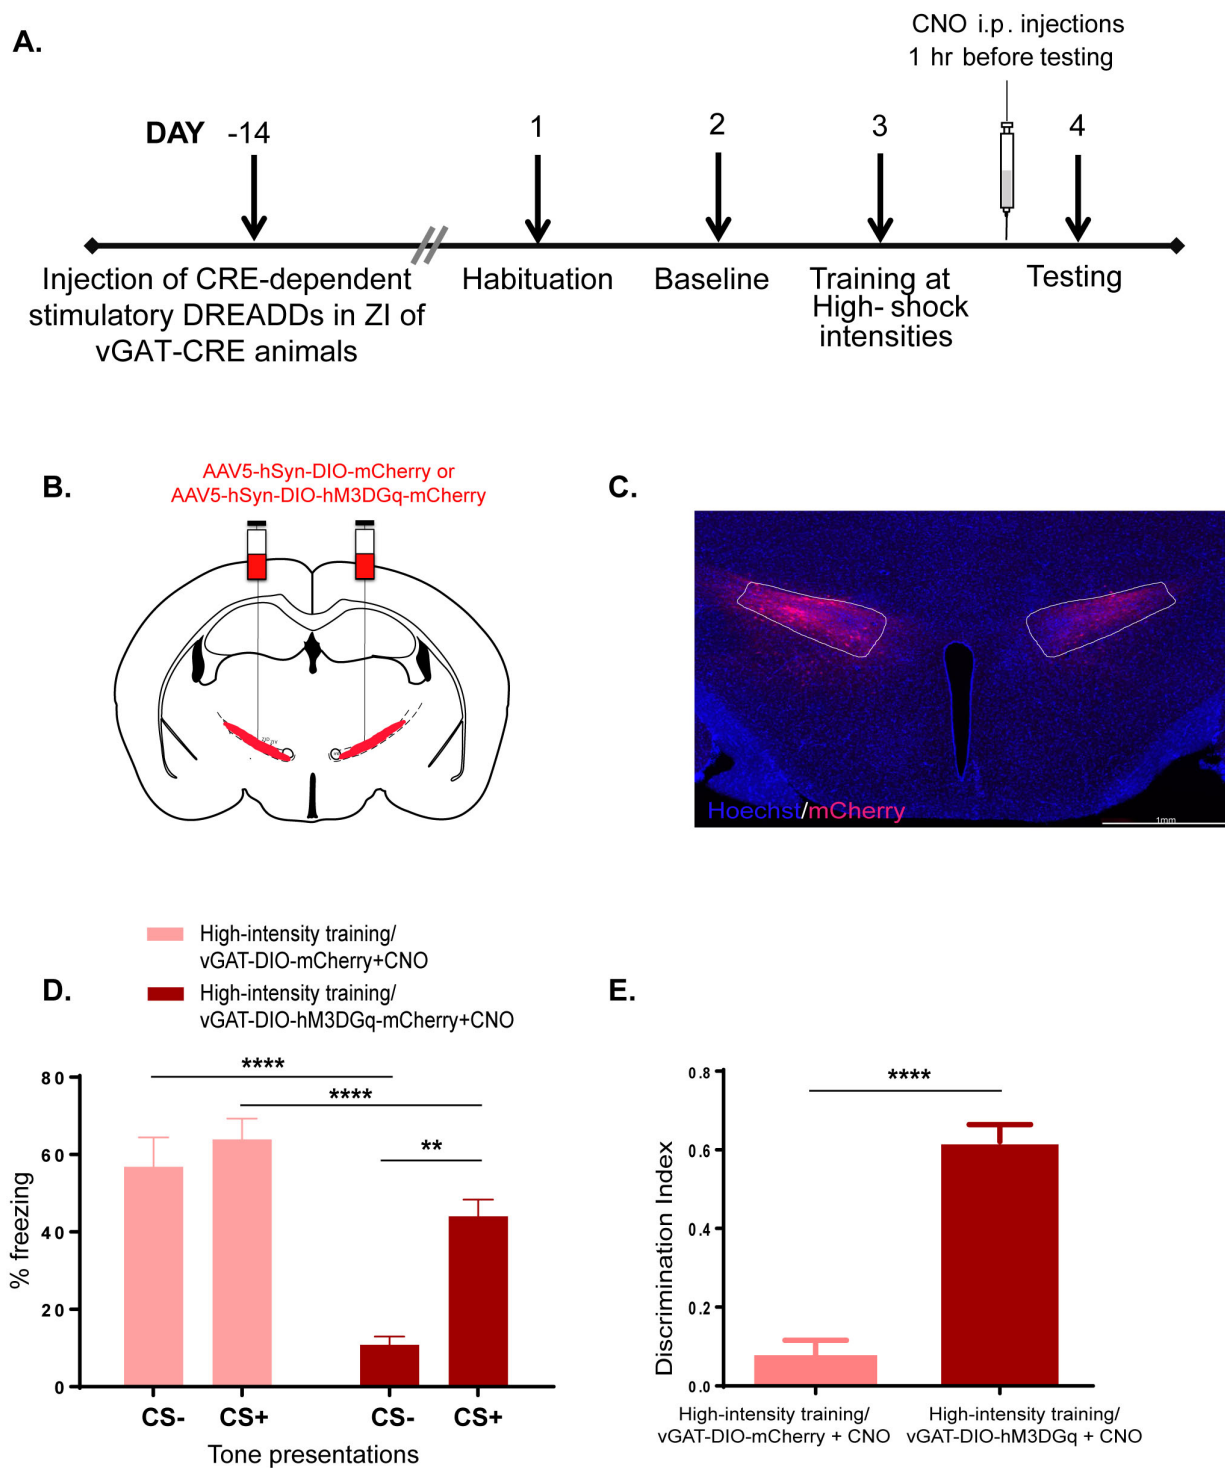 A.
CNO i.p. injections
1 hr before testing
DAY -14
1
2
3
4
Injection of CRE-dependent
stimulatory DREADDs in ZI of
vGAT-CRE animals
Habituation
Baseline
Training at
High- shock
intensities
Testing
B.
AAV5-hSyn-DIO-mCherry or
AAV5-hSyn-DIO-hM3DGq-mCherry
C.
Hoechst/mCherry
1mm
High-intensity training/
vGAT-DIO-mCherry+CNO
High-intensity training/
vGAT-DIO-hM3DGq-mCherry+CNO
D.
% freezing
80
60
40
20
0
****
****
**
CS- CS+ CS- CS+
Tone presentations
E.
Discrimination Index
0.8
0.6
0.4
0.2
0.0
****
High-intensity training/
vGAT-DIO-mCherry + CNO
High-intensity training/
vGAT-DIO-hM3DGq + CNO